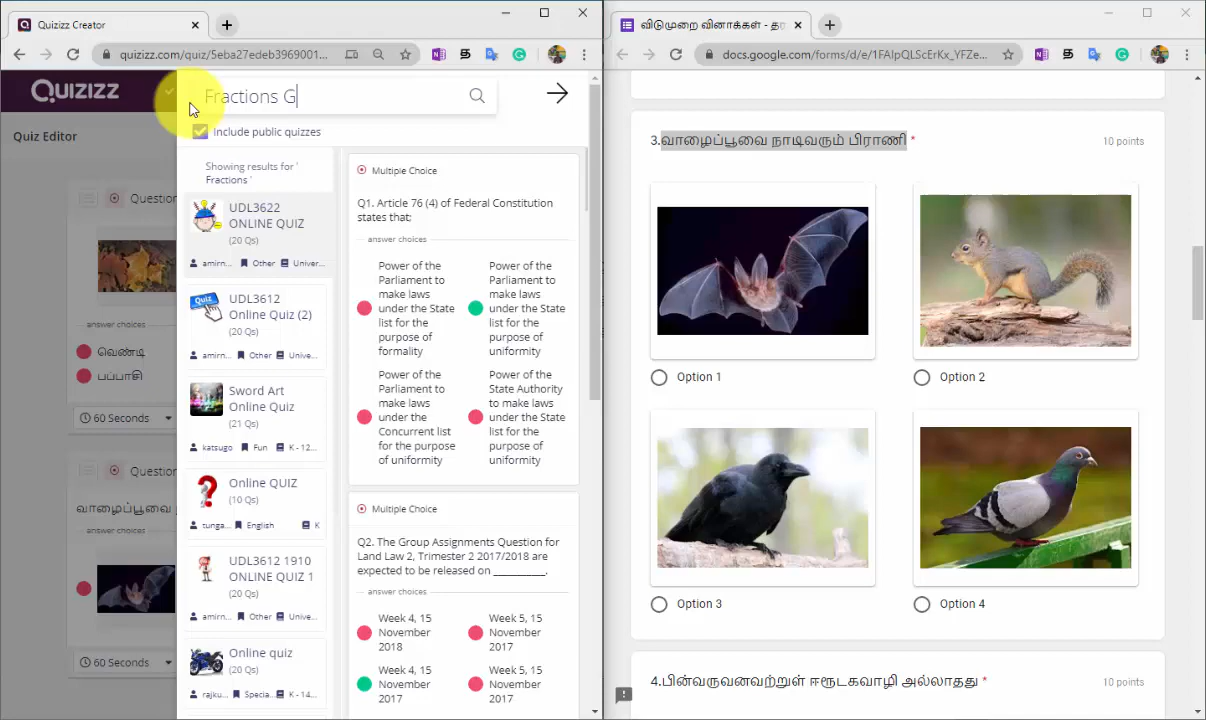 Quizizz Creator
quizizz.com/quiz/5eba27edeb3969001...
QUIZIZZ
Fractions G
Quiz Editor
Include public quizzes
Showing results for '
Fractions '
UDL3622
ONLINE QUIZ
(20 Qs)
amirn... Other Univer...
UDL3612
Online Quiz (2)
(20 Qs)
amirn... Other Unive...
Sword Art
Online Quiz
(21 Qs)
katsugo Fun K - 12...
Online QUIZ
(10 Qs)
tunga... English K
UDL3612 1910
ONLINE QUIZ 1
(20 Qs)
amirn... Other Unive...
Online quiz
(20 Qs)
rajku... Specia... K - 14...
Multiple Choice
Q1. Article 76 (4) of Federal Constitution
states that:
answer choices
Power of the
Parliament to
make laws
under the State
list for the
purpose of
formality
Power of the
Parliament to
make laws
under the State
list for the
purpose of
uniformity
Power of the
Parliament to
make laws
under the
Concurrent list
for the purpose
of uniformity
Power of the
State Authority
to make laws
under the State
list for the
purpose of
uniformity
Multiple Choice
Q2. The Group Assignments Question for
Land Law 2, Trimester 2 2017/2018 are
expected to be released on __________.
answer choices
Week 4, 15
November
2018
Week 5, 15
November
2017
Week 4, 15
November
2017
Week 5, 15
November
2017
Question
answer choices
வெண்டி
பப்பாசி
60 Seconds
Question
வாழைப்பூவை ந
answer choices
60 Seconds
விடுமுறை வினாக்கள் - தா
docs.google.com/forms/d/e/1FAIpQLScErKx_YFZe...
3.வாழைப்பூவை நாடிவரும் பிராணி *
10 points
Option 1
Option 2
Option 3
Option 4
4.பின்வருவனவற்றுள் ஈரூடகவாழி அல்லாதது *
10 points